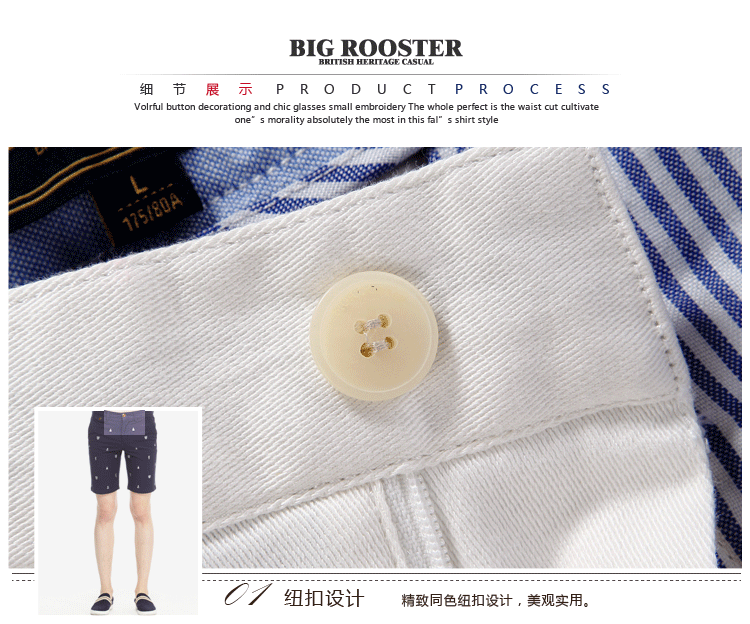 BIG ROOSTER
BRITISH HERITAGE CASUAL
细 节 展 示 P R O D U C T P R O C E S S
Volrful button decorationg and chic glasses small embroidery The whole perfect is the waist cut cultivate
one”s morality absolutely the most in this fal”s shirt style
L
175/80A
01 纽扣设计 精致同色纽扣设计，美观实用。